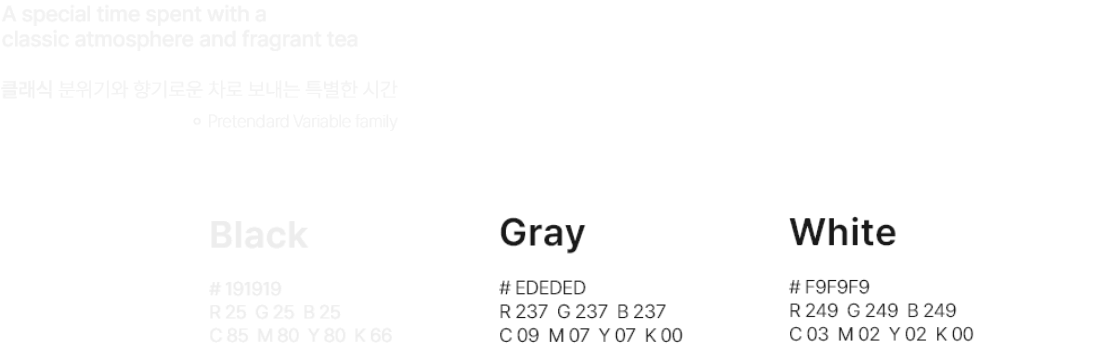 A special time spent with a
classic atmosphere and fragrant tea
클래식 분위기와 향기로운 차로 보내는 특별한 시간
Pretendard Variable family
Black
# 191919
R 25 G 25 B 25
C 85 M 80 Y 80 K 66
Gray
# EDEDED
R 237 G 237 B 237
C 09 M 07 Y 07 K 00
White
# F9F9F9
R 249 G 249 B 249
C 03 M 02 Y 02 K 00